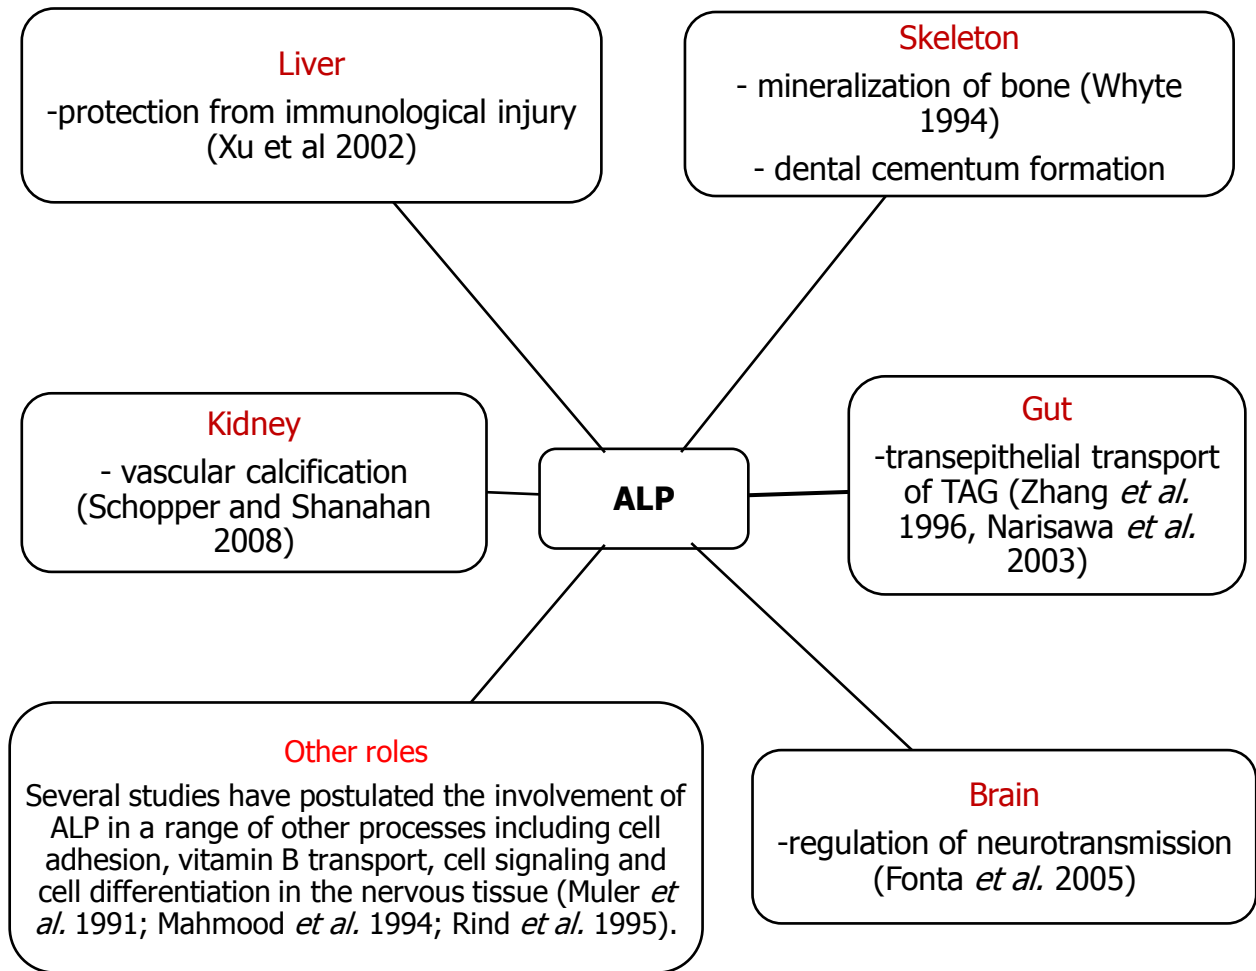 Liver
-protection from immunological injury
(Xu et al 2002)
Skeleton
- mineralization of bone (Whyte
1994)
- dental cementum formation
Kidney
- vascular calcification
(Schopper and Shanahan
2008)
ALP
Gut
-transepithelial transport
of TAG (Zhang et al.
1996, Narisawa et al.
2003)
Other roles
Several studies have postulated the involvement of
ALP in a range of other processes including cell
adhesion, vitamin B transport, cell signaling and
cell differentiation in the nervous tissue (Muler et
al. 1991; Mahmood et al. 1994; Rind et al. 1995).
Brain
-regulation of neurotransmission
(Fonta et al. 2005)